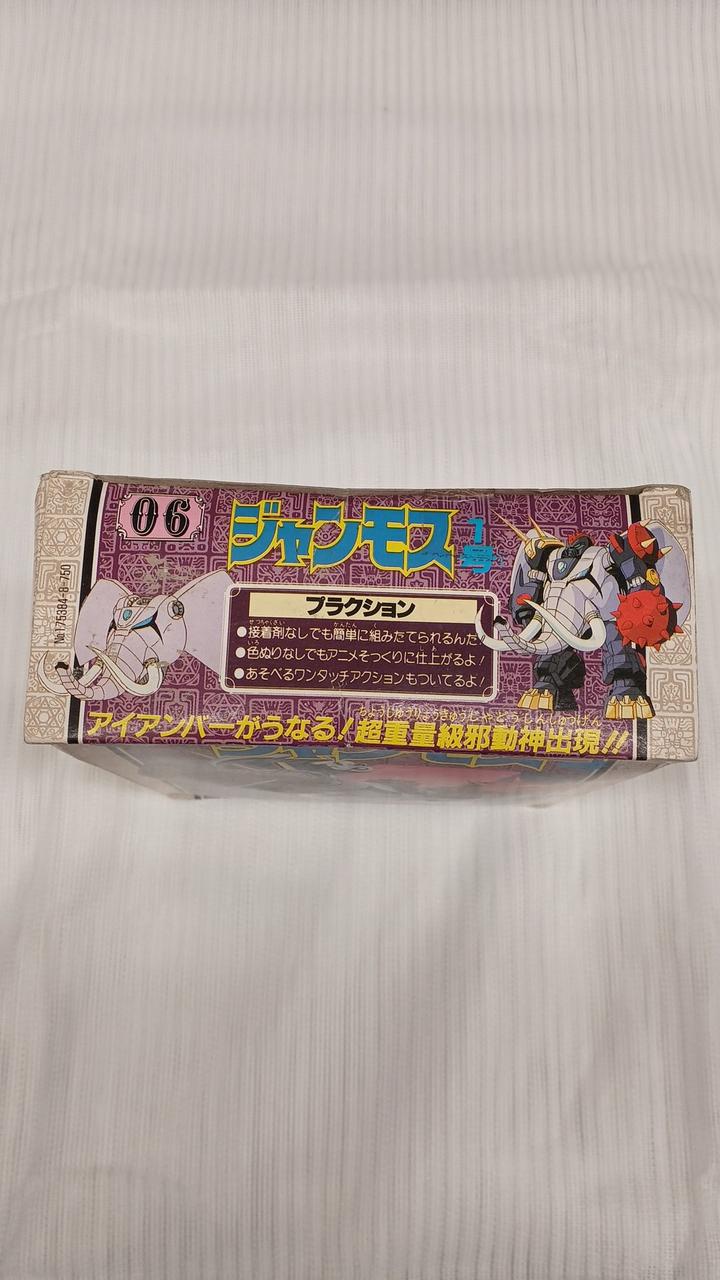 06
ジャンモス1号
プラクション
●接着剤なしでも簡単に組みたてられるんだ!
●色ぬりなしでもアニメそっくりに仕上がるよ!
●あそべるワンタッチアクションもついてるよ!
アイアンバーがうなる!超重量級邪動神出現!!
No.175384-8-750